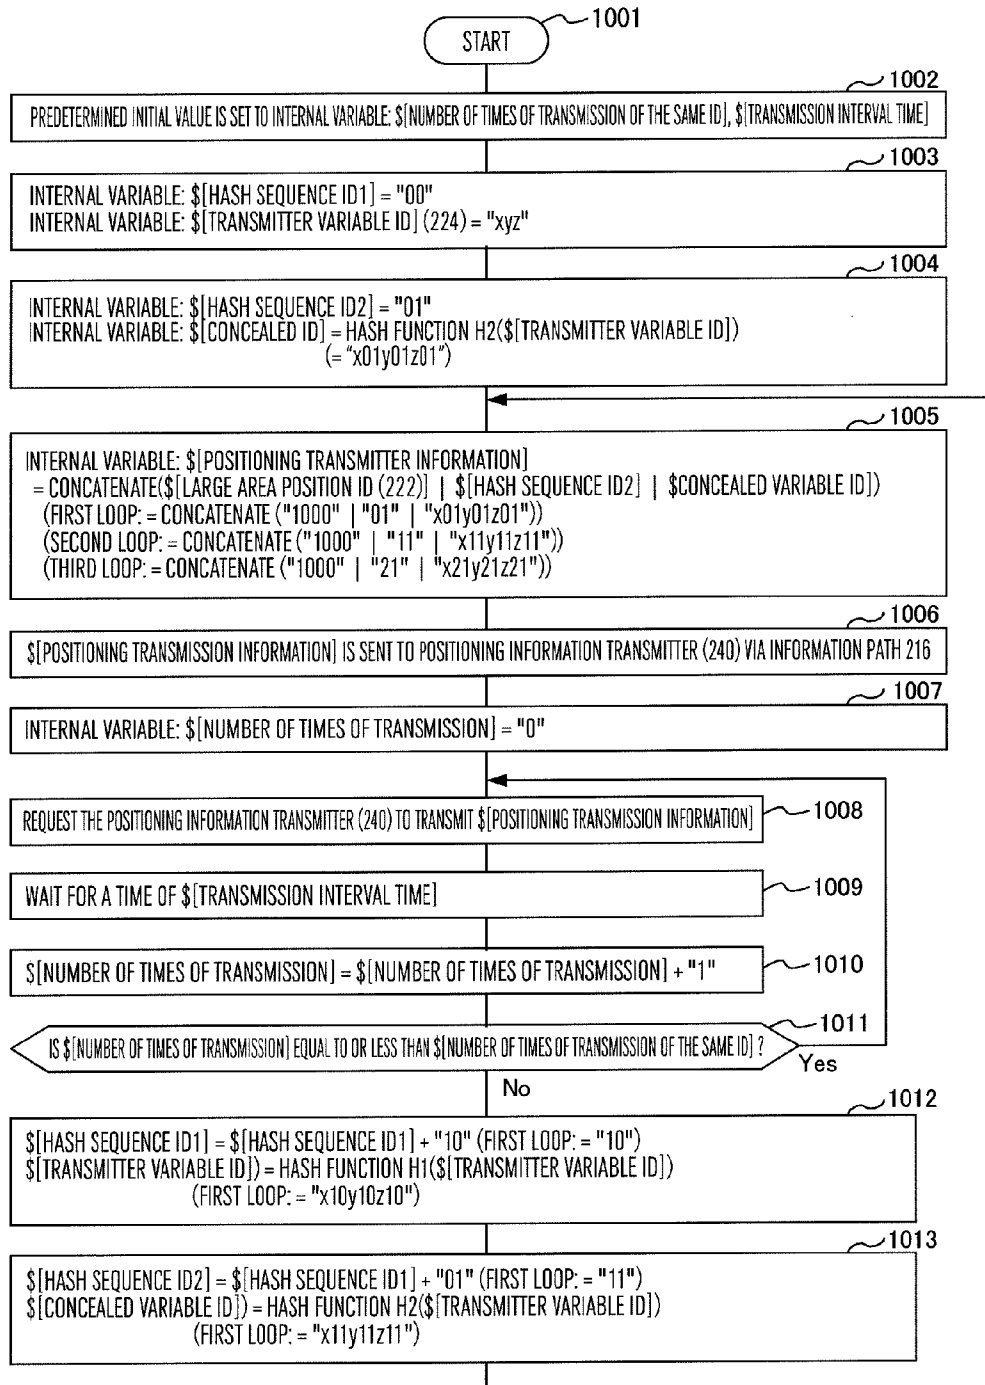 1001
START
1002
PREDETERMINED INITIAL VALUE IS SET TO INTERNAL VARIABLE: $[NUMBER OF TIMES OF TRANSMISSION OF THE SAME ID], $[TRANSMISSION INTERVAL TIME]
1003
INTERNAL VARIABLE: $[HASH SEQUENCE ID1] = "00"
INTERNAL VARIABLE: $[TRANSMITTER VARIABLE ID] (224) = "xyz"
1004
INTERNAL VARIABLE: $[HASH SEQUENCE ID2] = "01"
INTERNAL VARIABLE: $[CONCEALED ID] = HASH FUNCTION H2($[TRANSMITTER VARIABLE ID])
(= "x01y01z01")
1005
INTERNAL VARIABLE: $[POSITIONING TRANSMITTER INFORMATION]
= CONCATENATE($[LARGE AREA POSITION ID (222)] | $[HASH SEQUENCE ID2] | $CONCEALED VARIABLE ID])
(FIRST LOOP: = CONCATENATE ("1000" | "01" | "x01y01z01"))
(SECOND LOOP: = CONCATENATE ("1000" | "11" | "x11y11z11"))
(THIRD LOOP: = CONCATENATE ("1000" | "21" | "x21y21z21"))
1006
$[POSITIONING TRANSMISSION INFORMATION] IS SENT TO POSITIONING INFORMATION TRANSMITTER (240) VIA INFORMATION PATH 216
1007
INTERNAL VARIABLE: $[NUMBER OF TIMES OF TRANSMISSION] = "0"
REQUEST THE POSITIONING INFORMATION TRANSMITTER (240) TO TRANSMIT $[POSITIONING TRANSMISSION INFORMATION]
1008
WAIT FOR A TIME OF $[TRANSMISSION INTERVAL TIME]
1009
$[NUMBER OF TIMES OF TRANSMISSION] = $[NUMBER OF TIMES OF TRANSMISSION] + "1"
1010
1011
IS $[NUMBER OF TIMES OF TRANSMISSION] EQUAL TO OR LESS THAN $[NUMBER OF TIMES OF TRANSMISSION OF THE SAME ID] ?
Yes
No
1012
$[HASH SEQUENCE ID1] = $[HASH SEQUENCE ID1] + "10" (FIRST LOOP: = "10")
$[TRANSMITTER VARIABLE ID]) = HASH FUNCTION H1($[TRANSMITTER VARIABLE ID])
(FIRST LOOP: = "x10y10z10")
1013
$[HASH SEQUENCE ID2] = $[HASH SEQUENCE ID1] + "01" (FIRST LOOP: = "11")
$[CONCEALED VARIABLE ID]) = HASH FUNCTION H2($[TRANSMITTER VARIABLE ID])
(FIRST LOOP: = "x11y11z11")